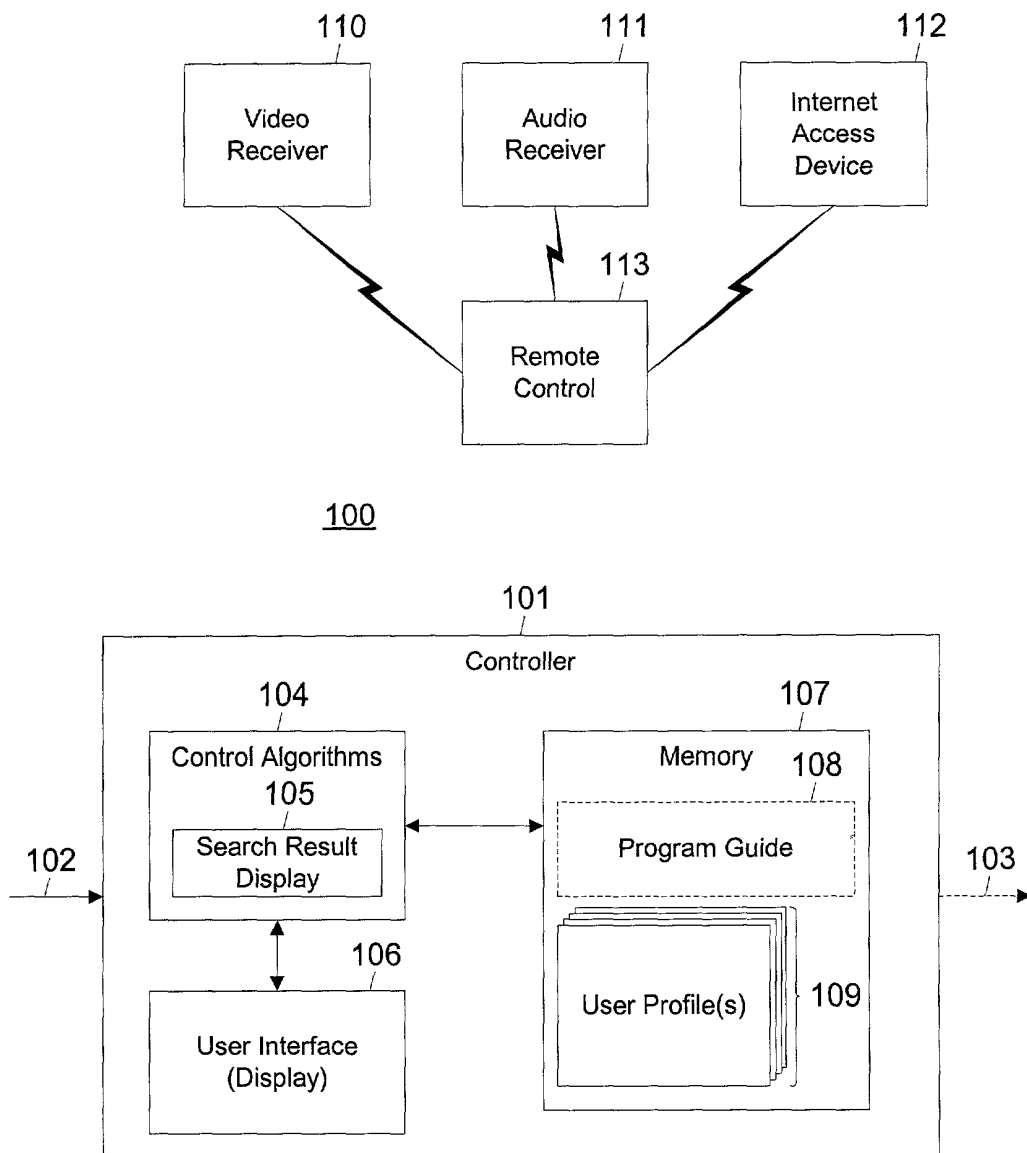 110
111
112
Video
Receiver
Audio
Receiver
Internet
Access
Device
113
Remote
Control
100
101
Controller
104
107
Control Algorithms
Memory
105
108
Search Result
Display
Program Guide
102
103
106
User Interface
(Display)
User Profile(s)
109